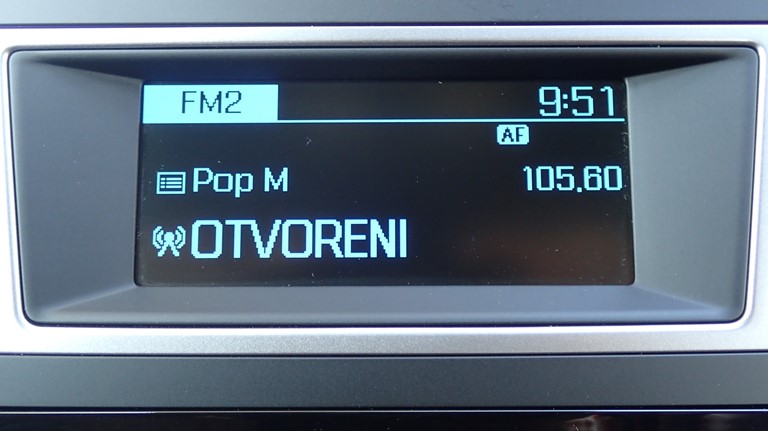 FM2 9:51
AF
Pop M 105.60
OTVORENI